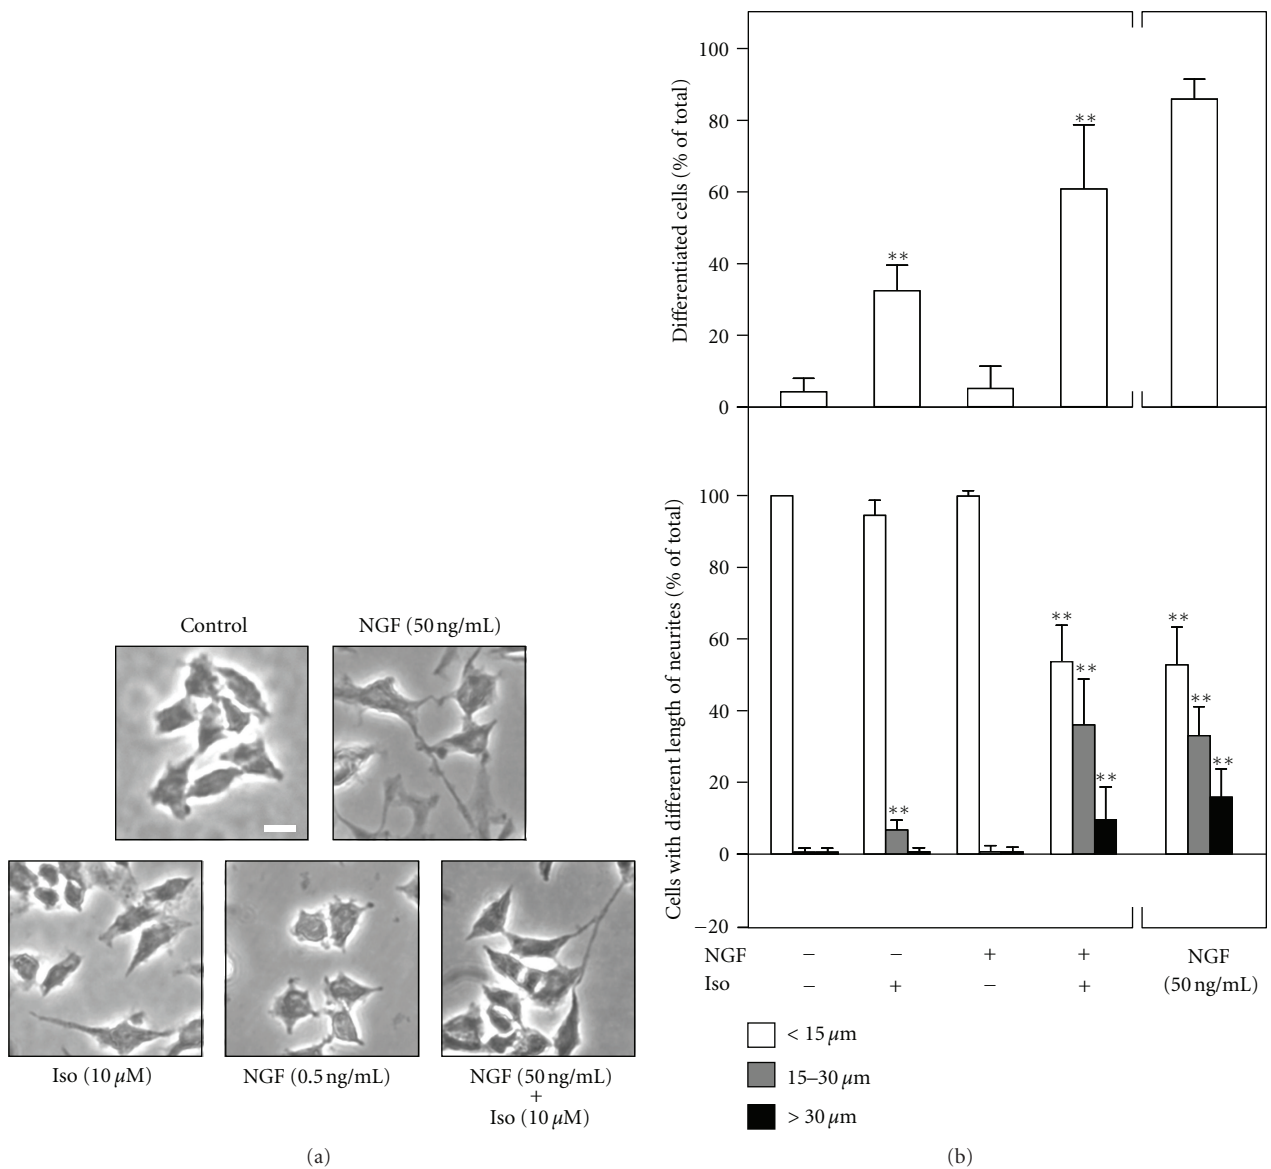 Control
NGF (50 ng/mL)
Iso (10 µM)
NGF (0.5 ng/mL)
NGF (50 ng/mL)
+
Iso (10 µM)
(a)
Differentiated cells (% of total)
100
80
60
40
20
0
**
**
Cells with different length of neurites (% of total)
100
80
60
40
20
0
−20
**
**
**
**
**
**
**
NGF − − + + NGF
Iso − + − + (50 ng/mL)
< 15 µm
15–30 µm
> 30 µm
(b)